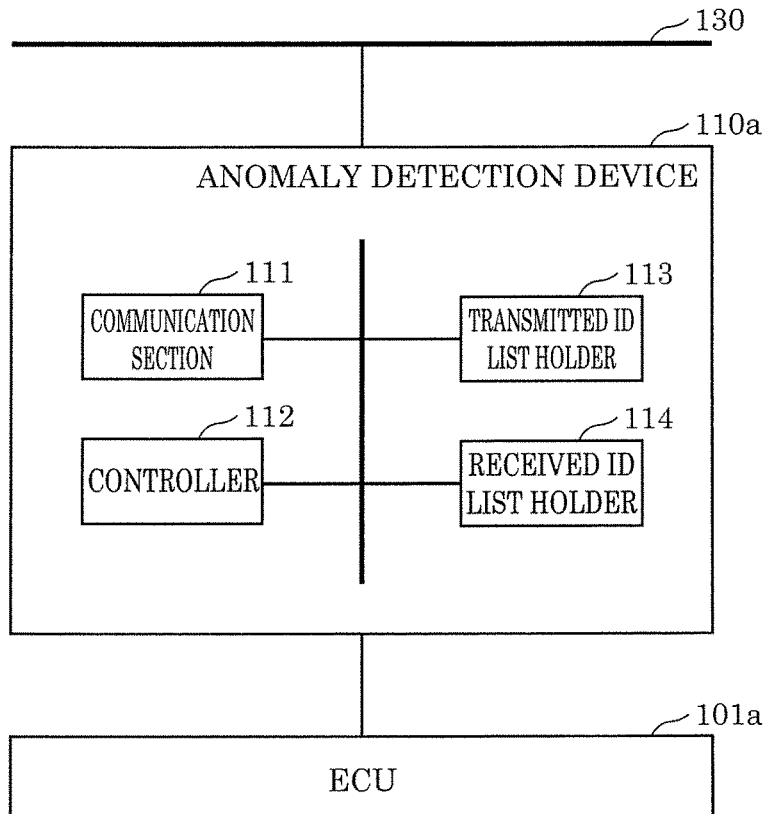 130
110a
ANOMALY DETECTION DEVICE
111
COMMUNICATION
SECTION
113
TRANSMITTED ID
LIST HOLDER
112
CONTROLLER
114
RECEIVED ID
LIST HOLDER
101a
ECU